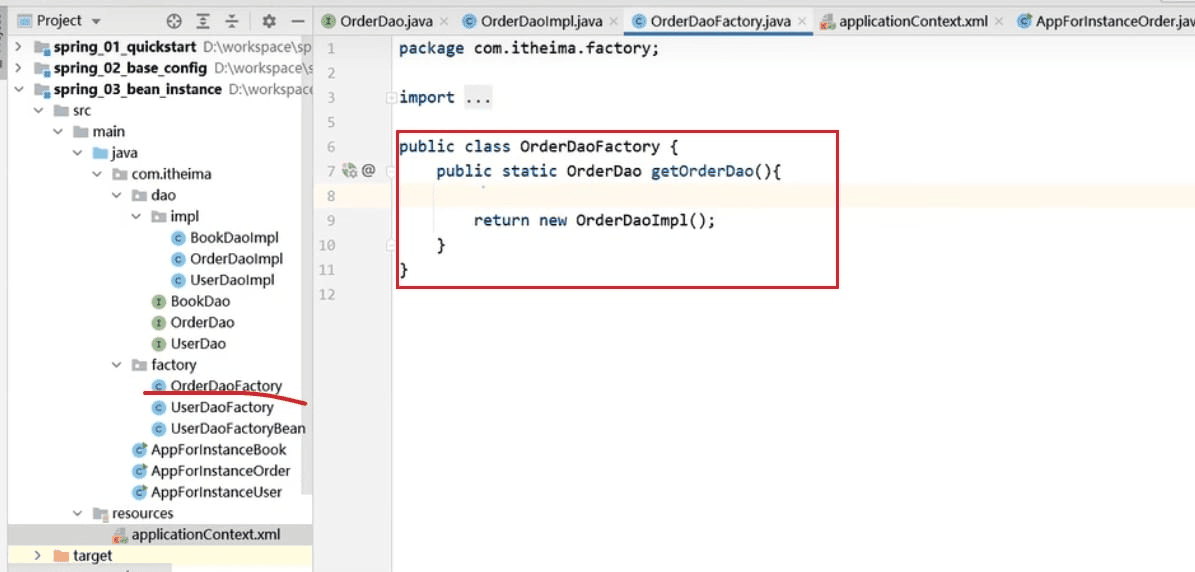 Project
OrderDao.java
OrderDaoImpl.java
OrderDaoFactory.java
applicationContext.xml
AppForInstanceOrder.jav
spring_01_quickstart D:\workspace\sp
spring_02_base_config D:\workspace\s
spring_03_bean_instance D:\workspace
src
main
java
com.itheima
dao
impl
BookDaoImpl
OrderDaoImpl
UserDaoImpl
BookDao
OrderDao
UserDao
factory
OrderDaoFactory
UserDaoFactory
UserDaoFactoryBean
AppForInstanceBook
AppForInstanceOrder
AppForInstanceUser
resources
applicationContext.xml
target
1 package com.itheima.factory;
2
3 import ...
5
6 public class OrderDaoFactory {
7 @ public static OrderDao getOrderDao(){
8
9 return new OrderDaoImpl();
10 }
11 }
12